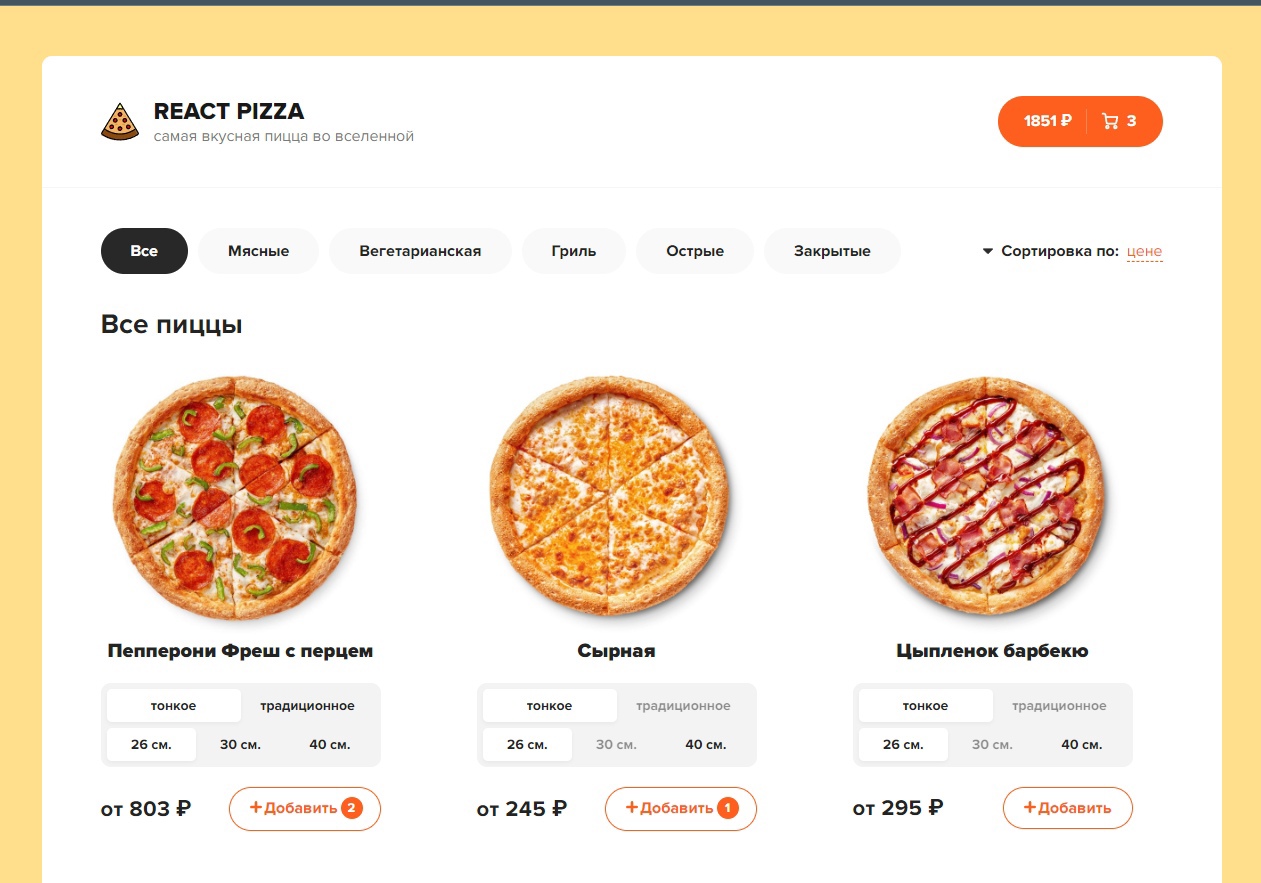 REACT PIZZA
самая вкусная пицца во вселенной
1851 ₽ 3
Все Мясные Вегетарианская Гриль Острые Закрытые Сортировка по: цене
Все пиццы
Пепперони Фреш с перцем
тонкое традиционное
26 см. 30 см. 40 см.
от 803 ₽ +Добавить 2
Сырная
тонкое традиционное
26 см. 30 см. 40 см.
от 245 ₽ +Добавить 1
Цыпленок барбекю
тонкое традиционное
26 см. 30 см. 40 см.
от 295 ₽ +Добавить